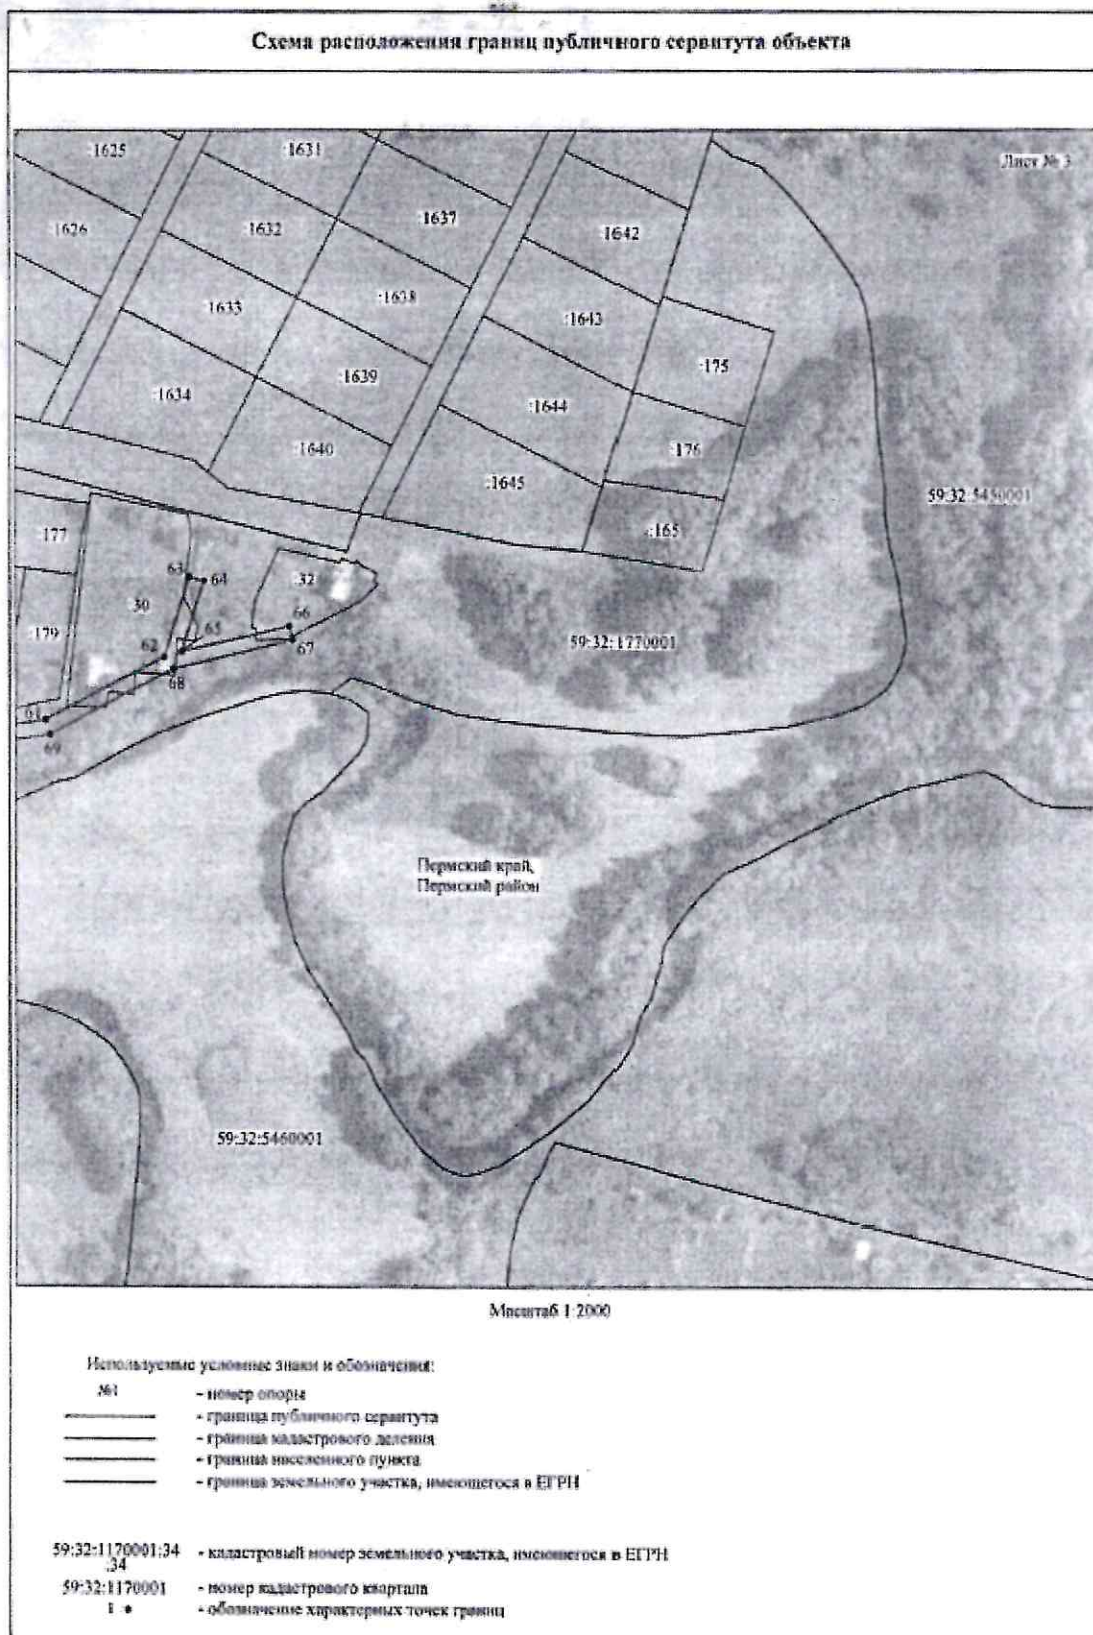 Схема расположения границ публичного сервитута объекта
Лист № 3
:1625
:1631
:1637
:1642
1626
:1632
:1633
:1638
:1643
:175
:1634
:1639
:1644
:176
:1640
:1645
59:32:5450001
:165
:177
63
64
:32
30
66
65
179
62
67
59:32:1770001
68
61
69
Пермский край,
Пермский район
59:32:5460001
Масштаб 1:2000
Используемые условные знаки и обозначения:
№1 - номер опоры
- граница публичного сервитута
- граница кадастрового деления
- граница населенного пункта
- граница земельного участка, имеющегося в ЕГРН
59:32:1170001:34 - кадастровый номер земельного участка, имеющегося в ЕГРН
:34
59:32:1170001 - номер кадастрового квартала
1 • - обозначение характерных точек границ